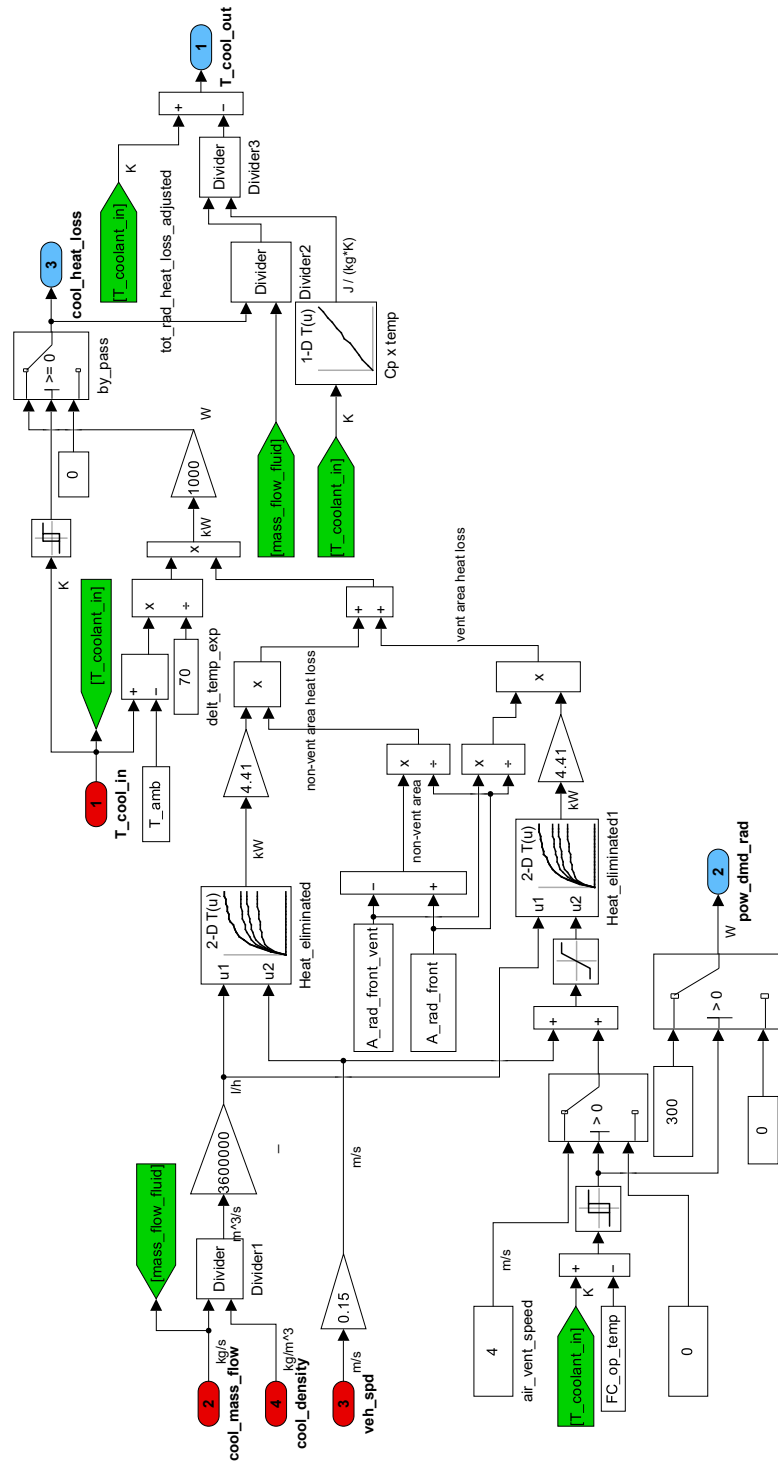 1
T_cool_in
[T_coolant_in]
K
0
| >= 0
by_pass
3
cool_heat_loss
T_amb
+
−
70
delt_temp_exp
x
÷
x
kW
1000
W
tot_rad_heat_loss_adjusted
[T_coolant_in]
K
+
−
1
T_cool_out
Divider
Divider2
Divider
Divider3
[mass_flow_fluid]
[T_coolant_in]
K
1-D T(u)
Cp x temp
J / (kg*K)
2
cool_mass_flow
kg/s
[mass_flow_fluid]
4
cool_density
kg/m^3
Divider
Divider1
m^3/s
3600000
l/h
–
3
veh_spd
m/s
0.15
m/s
u1
u2
2-D T(u)
Heat_eliminated
kW
4.41
x
non-vent area heat loss
A_rad_front_vent
A_rad_front
−
+
non-vent area
x
÷
x
÷
+
+
vent area heat loss
u1
u2
2-D T(u)
Heat_eliminated1
kW
4.41
x
4
air_vent_speed
m/s
[T_coolant_in]
K
FC_op_temp
+
−
0
| > 0
+
+
300
0
| > 0
W
2
pow_dmd_rad